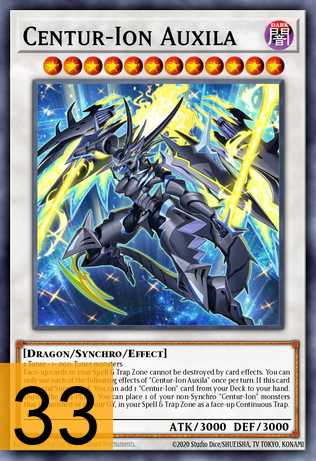 Centur-Ion Auxila
DARK
闇
[Dragon/Synchro/Effect]
1 Tuner + 1+ non-Tuner monsters
Face-up cards in your Spell & Trap Zone cannot be destroyed by card effects. You can
only use each of the following effects of "Centur-Ion Auxila" once per turn. If this card
You can add 1 "Centur-Ion" card from your Deck to your hand.
You can place 1 of your non-Synchro "Centur-Ion" monsters
GY, in your Spell & Trap Zone as a face-up Continuous Trap.
33
ATK/3000 DEF/3000
©2020 Studio Dice/SHUEISHA, TV TOKYO, KONAMI